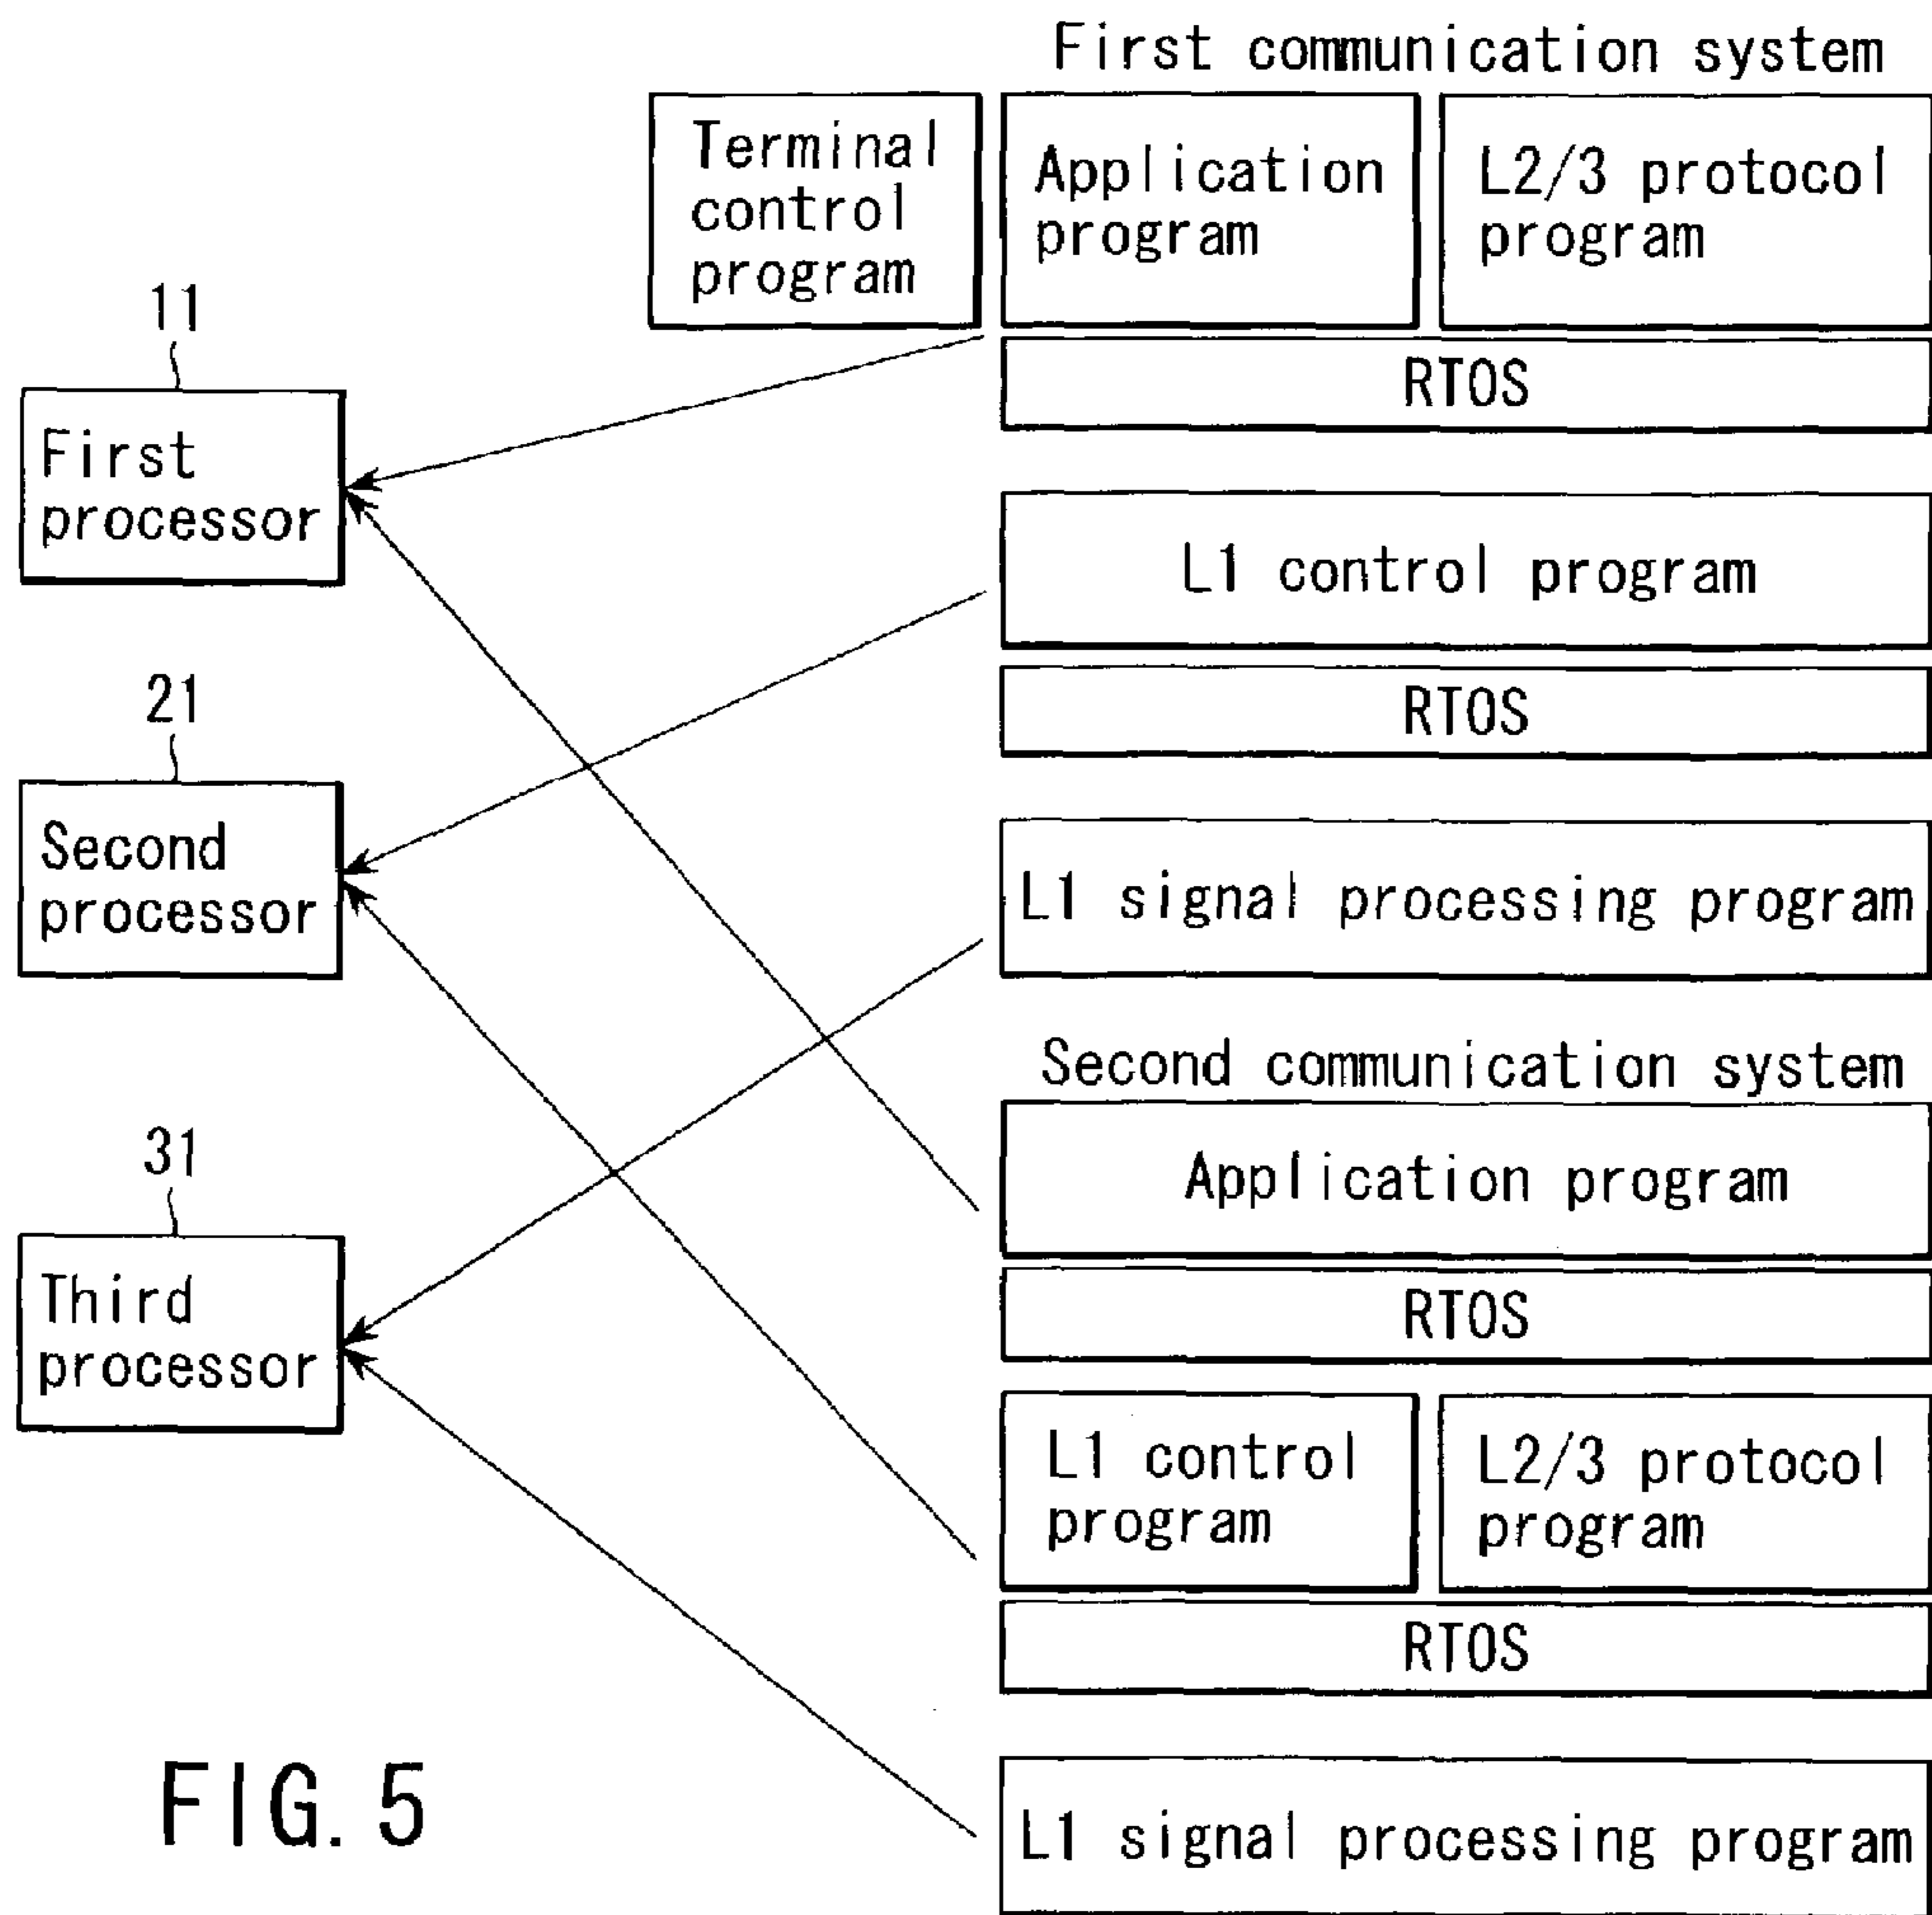 First communication system
Terminal
control
program
Application
program
L2/3 protocol
program
RTOS
11
First
processor
L1 control program
RTOS
21
Second
processor
L1 signal processing program
Second communication system
Application program
RTOS
31
Third
processor
L1 control
program
L2/3 protocol
program
RTOS
L1 signal processing program
FIG. 5